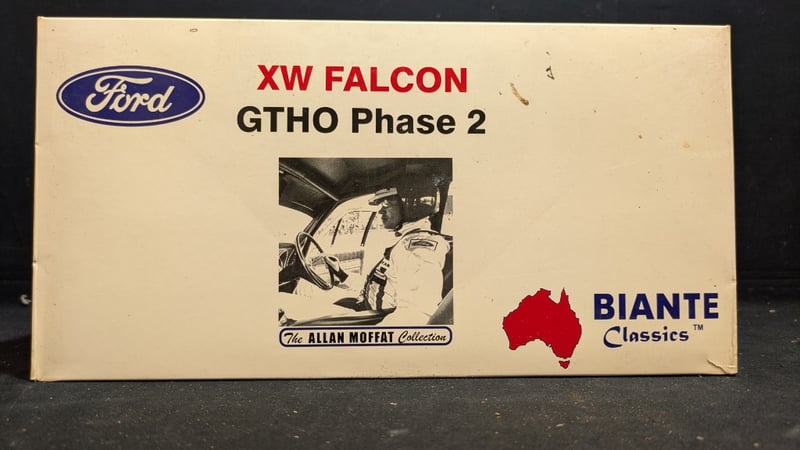 Ford
XW FALCON
GTHO Phase 2
The ALLAN MOFFAT Collection
BIANTE
Classics™